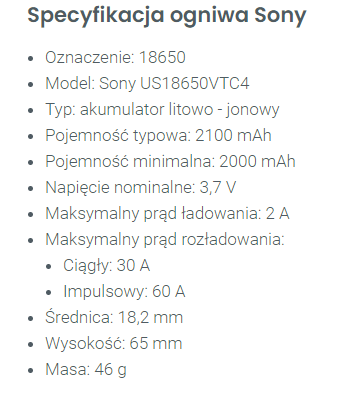 Specyfikacja ogniwa Sony
Oznaczenie: 18650
Model: Sony US18650VTC4
Typ: akumulator litowo - jonowy
Pojemność typowa: 2100 mAh
Pojemność minimalna: 2000 mAh
Napięcie nominalne: 3,7 V
Maksymalny prąd ładowania: 2 A
Maksymalny prąd rozładowania:
Ciągły: 30 A
Impulsowy: 60 A
Średnica: 18,2 mm
Wysokość: 65 mm
Masa: 46 g